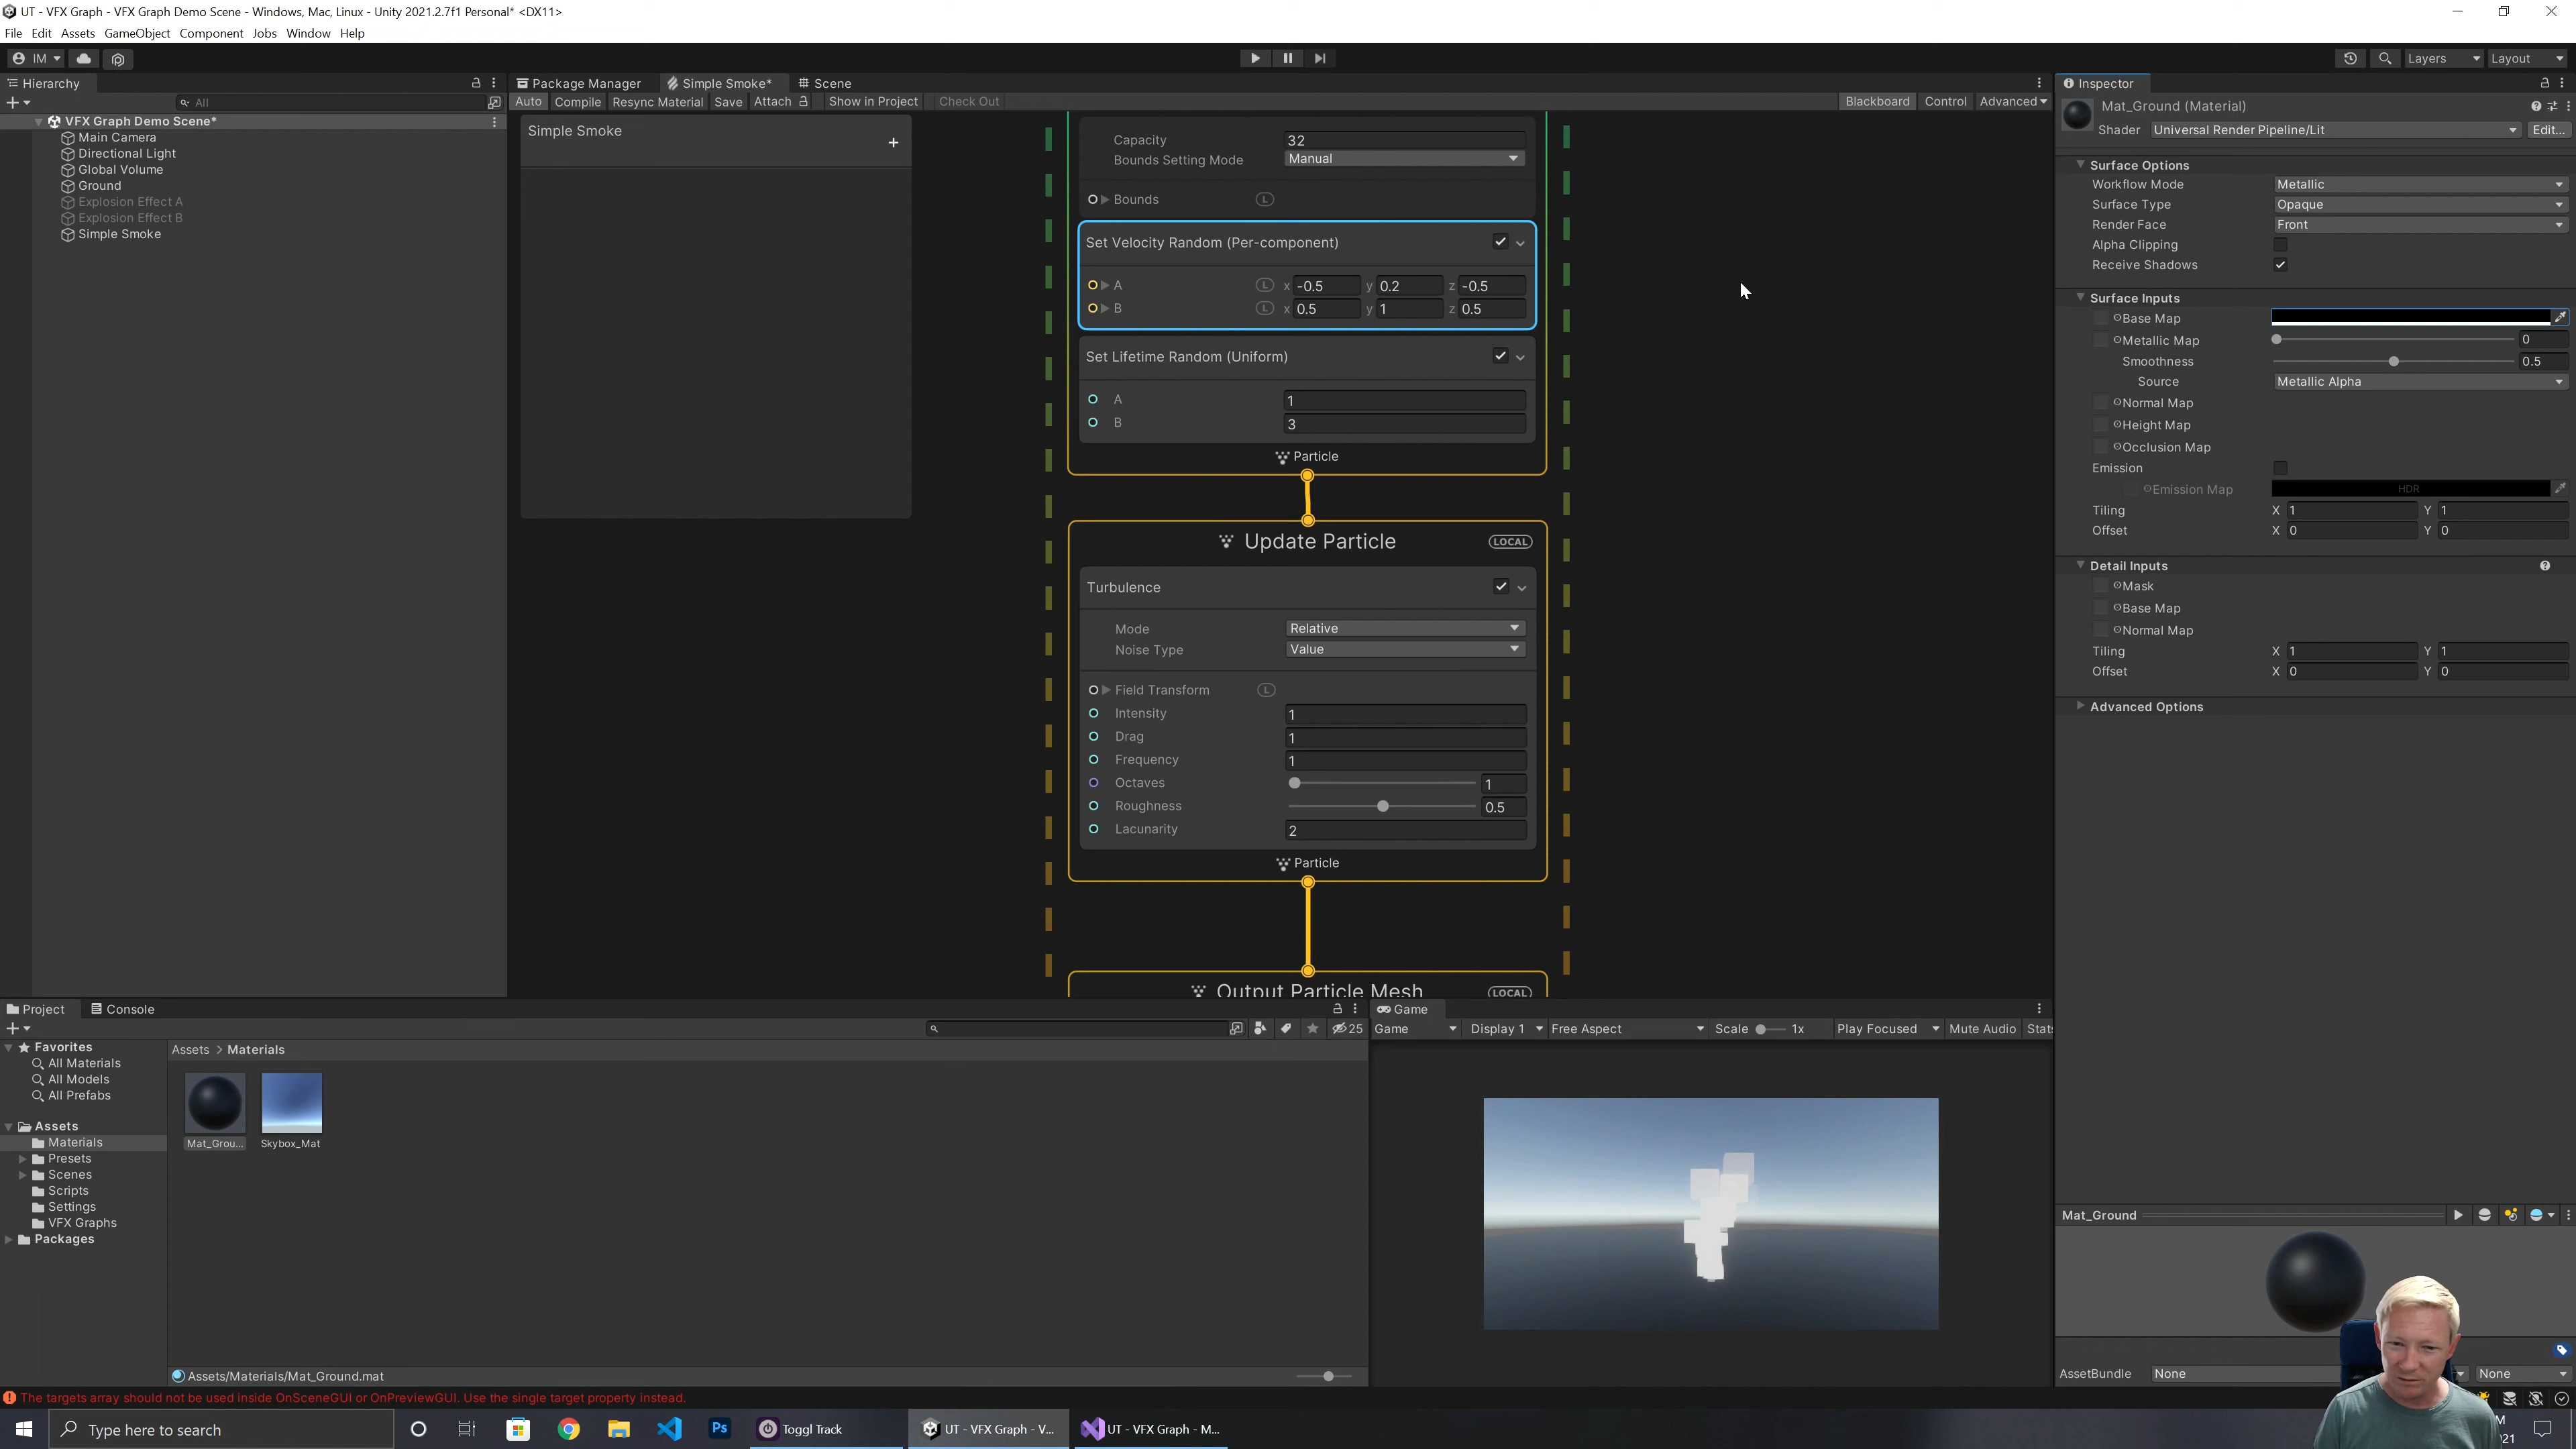 UT - VFX Graph - VFX Graph Demo Scene - Windows, Mac, Linux - Unity 2021.2.7f1 Personal* <DX11>
File Edit Assets GameObject Component Jobs Window Help
IM Layers Layout
Hierarchy
Package Manager Simple Smoke* Scene
Inspector
All
Auto Compile Resync Material Save Attach Show in Project Check Out Blackboard Control Advanced
VFX Graph Demo Scene*
Main Camera
Directional Light
Global Volume
Ground
Explosion Effect A
Explosion Effect B
Simple Smoke
Simple Smoke +
Capacity 32
Bounds Setting Mode Manual
Bounds L
Set Velocity Random (Per-component)
A L x -0.5 y 0.2 z -0.5
B L x 0.5 y 1 z 0.5
Set Lifetime Random (Uniform)
A 1
B 3
Particle
Update Particle LOCAL
Turbulence
Mode Relative
Noise Type Value
Field Transform L
Intensity 1
Drag 1
Frequency 1
Octaves 1
Roughness 0.5
Lacunarity 2
Particle
Output Particle Mesh LOCAL
Mat_Ground (Material)
Shader Universal Render Pipeline/Lit Edit...
Surface Options
Workflow Mode Metallic
Surface Type Opaque
Render Face Front
Alpha Clipping
Receive Shadows
Surface Inputs
Base Map
Metallic Map 0
Smoothness 0.5
Source Metallic Alpha
Normal Map
Height Map
Occlusion Map
Emission
Emission Map HDR
Tiling X 1 Y 1
Offset X 0 Y 0
Detail Inputs
Mask
Base Map
Normal Map
Tiling X 1 Y 1
Offset X 0 Y 0
Advanced Options
Project Console
25
Favorites
All Materials
All Models
All Prefabs
Assets
Materials
Presets
Scenes
Scripts
Settings
VFX Graphs
Packages
Assets > Materials
Mat_Grou... Skybox_Mat
Assets/Materials/Mat_Ground.mat
Game
Game Display 1 Free Aspect Scale 1x Play Focused Mute Audio Stats
Mat_Ground
AssetBundle None None
The targets array should not be used inside OnSceneGUI or OnPreviewGUI. Use the single target property instead.
Type here to search
Ps
Toggl Track
UT - VFX Graph - V...
UT - VFX Graph - M...